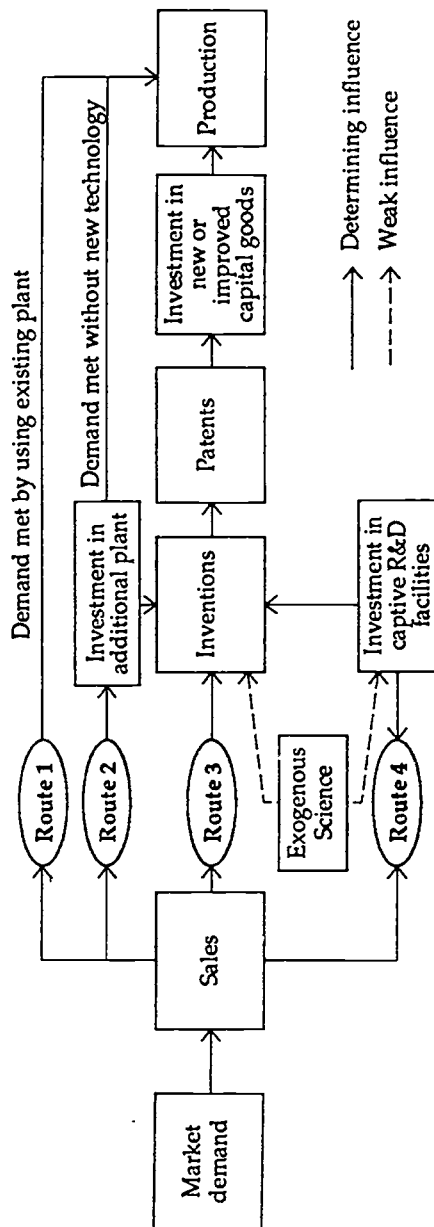 Demand met by using existing plant
Route 1
Route 2
Investment in
additional plant
Demand met without new technology
Market
demand
Sales
Route 3
Inventions
Patents
Investment in
new or
improved
capital goods
Production
Exogenous
Science
Route 4
Investment in
captive R&D
facilities
Determining influence
Weak influence